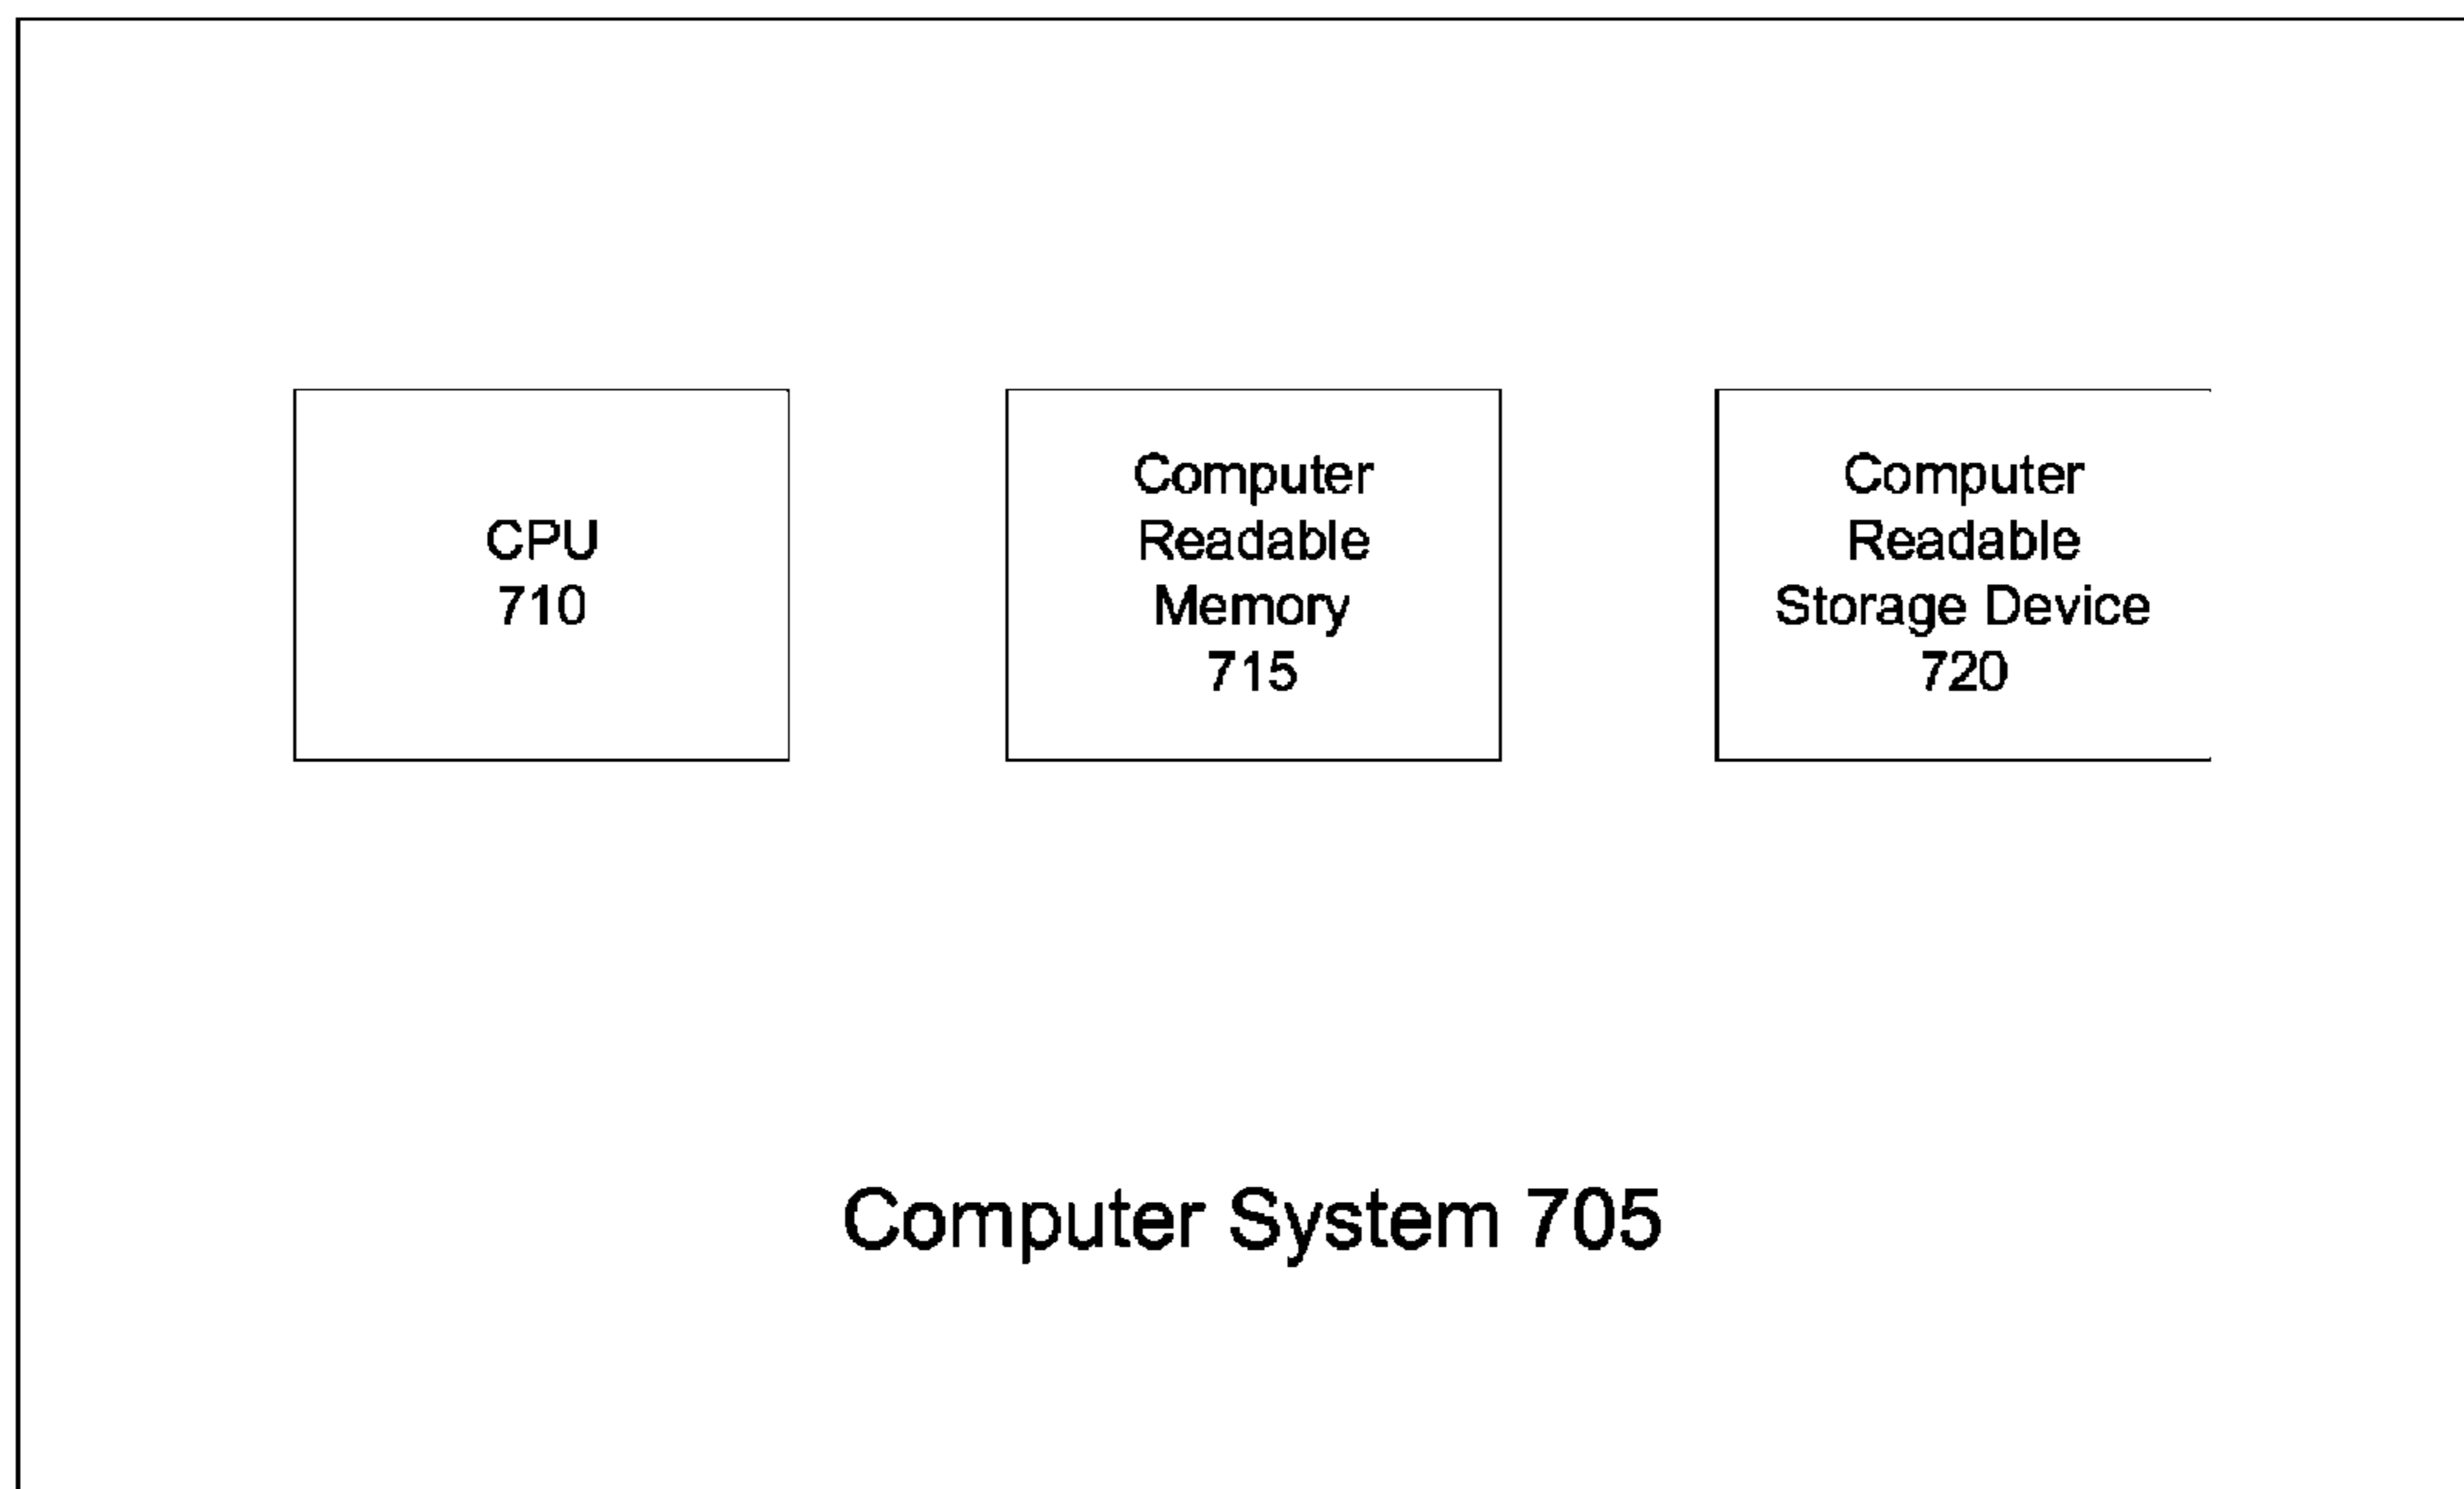 CPU
710
Computer
Readable
Memory
715
Computer
Readable
Storage Device
720
Computer System 705